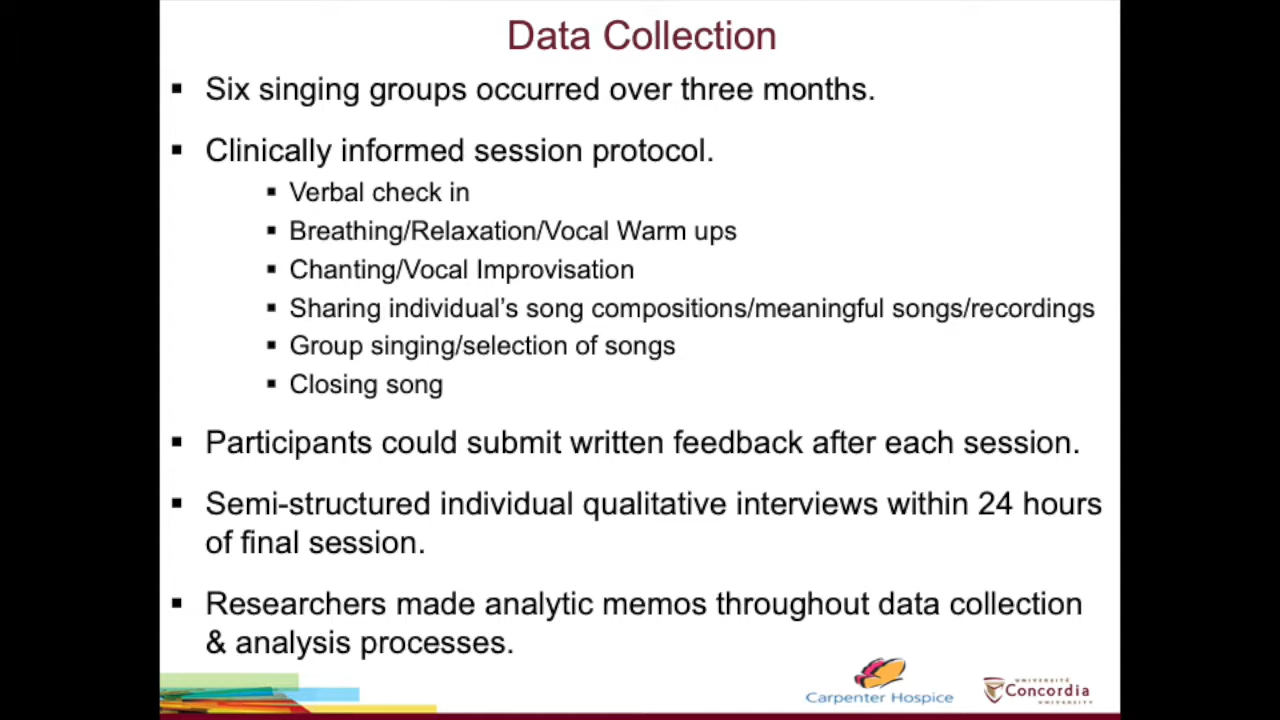 Data Collection
▪ Six singing groups occurred over three months.
▪ Clinically informed session protocol.
▪ Verbal check in
▪ Breathing/Relaxation/Vocal Warm ups
▪ Chanting/Vocal Improvisation
▪ Sharing individual’s song compositions/meaningful songs/recordings
▪ Group singing/selection of songs
▪ Closing song
▪ Participants could submit written feedback after each session.
▪ Semi-structured individual qualitative interviews within 24 hours
of final session.
▪ Researchers made analytic memos throughout data collection
& analysis processes.
Carpenter Hospice
UNIVERSITÉ
Concordia
UNIVERSITY